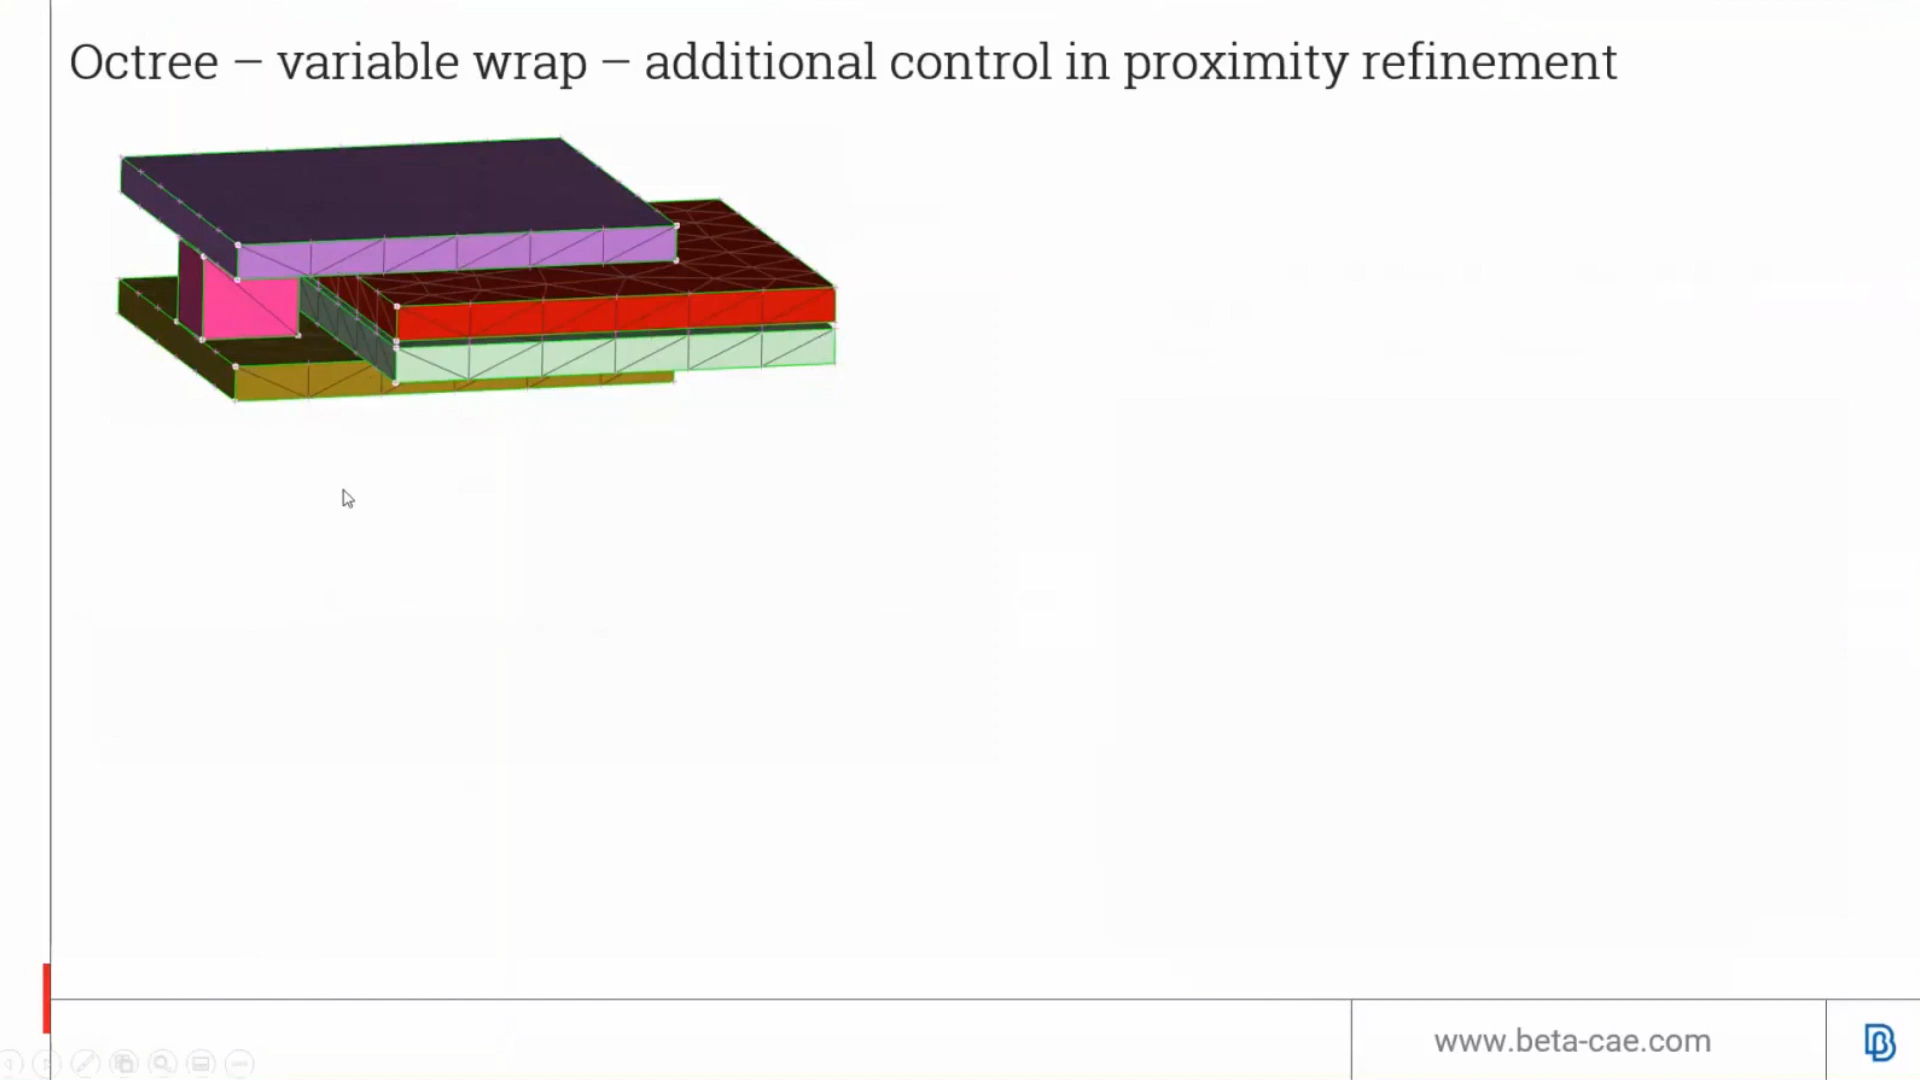 Octree – variable wrap – additional control in proximity refinement
www.beta-cae.com